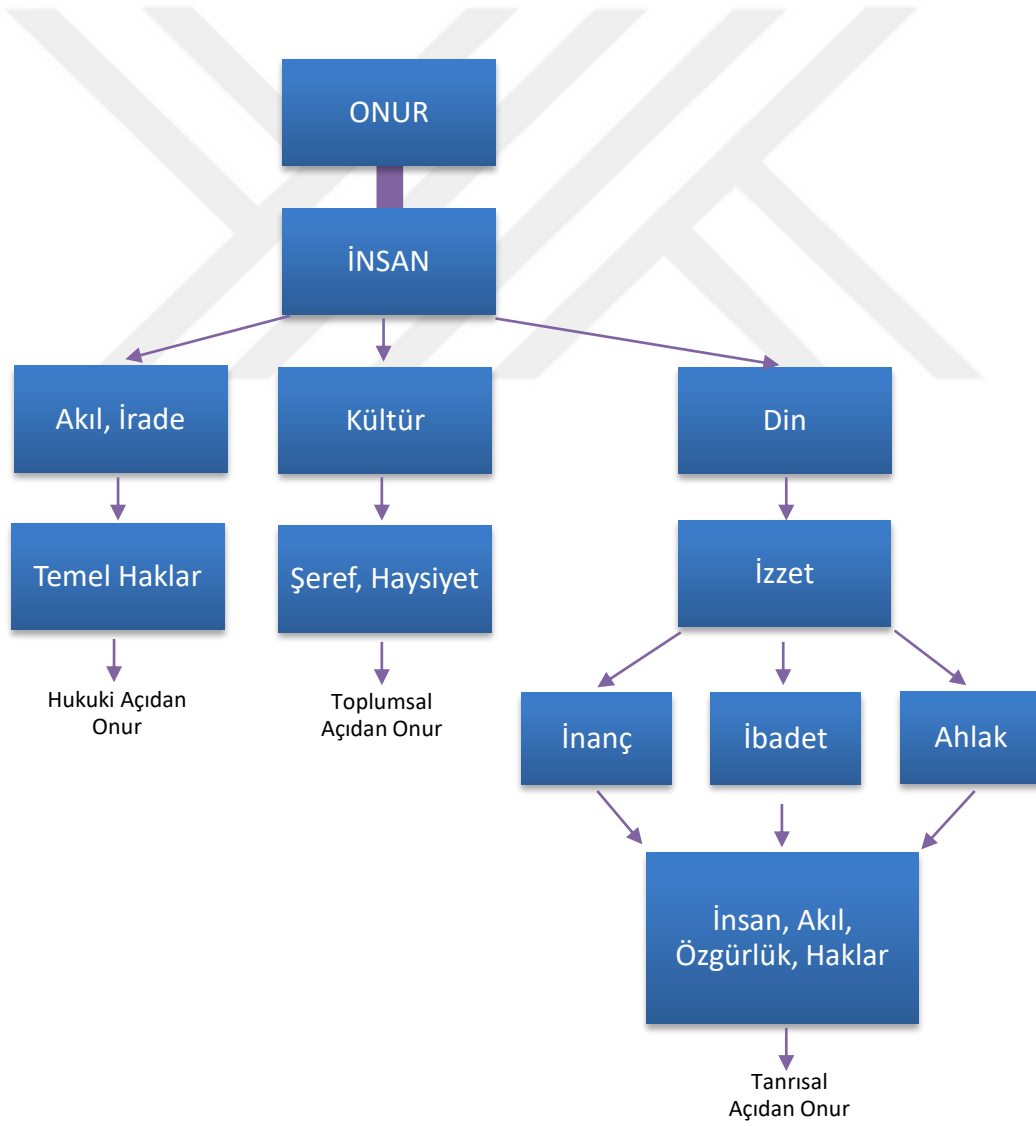 ONUR
İNSAN
Akıl, İrade
Kültür
Din
Temel Haklar
Şeref, Haysiyet
İzzet
Hukuki Açıdan
Onur
Toplumsal
Açıdan Onur
İnanç
İbadet
Ahlak
İnsan, Akıl,
Özgürlük, Haklar
Tanrısal
Açıdan Onur